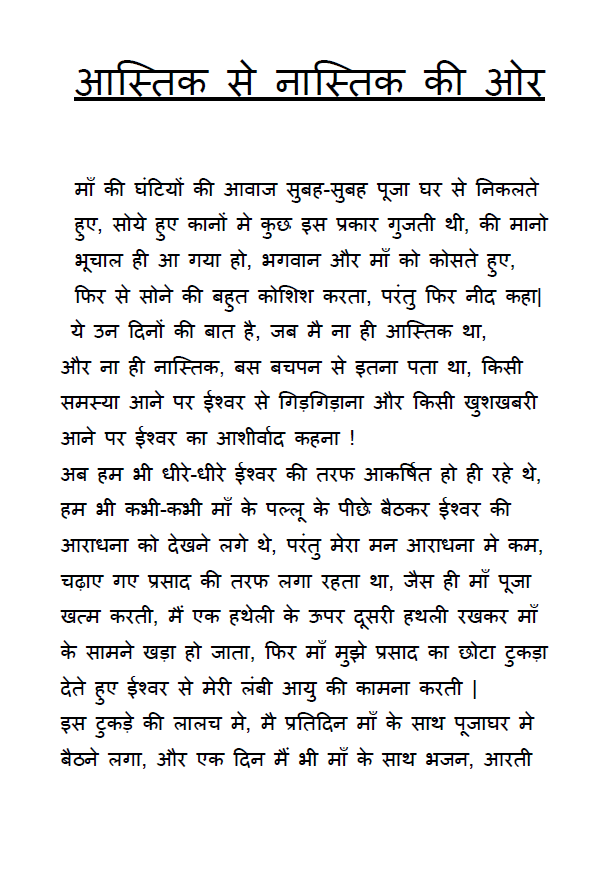 आस्तिक से नास्तिक की ओर
माँ की घंटियों की आवाज सुबह-सुबह पूजा घर से निकलते
हुए, सोये हुए कानों मे कुछ इस प्रकार गुजती थी, की मानो
भूचाल ही आ गया हो, भगवान और माँ को कोसते हुए,
फिर से सोने की बहुत कोशिश करता, परंतु फिर नीद कहा|
ये उन दिनों की बात है, जब मै ना ही आस्तिक था,
और ना ही नास्तिक, बस बचपन से इतना पता था, किसी
समस्या आने पर ईश्वर से गिड़गिड़ाना और किसी खुशखबरी
आने पर ईश्वर का आशीर्वाद कहना !
अब हम भी धीरे-धीरे ईश्वर की तरफ आकर्षित हो ही रहे थे,
हम भी कभी-कभी माँ के पल्लू के पीछे बैठकर ईश्वर की
आराधना को देखने लगे थे, परंतु मेरा मन आराधना मे कम,
चढ़ाए गए प्रसाद की तरफ लगा रहता था, जैस ही माँ पूजा
खत्म करती, मैं एक हथेली के ऊपर दूसरी हथली रखकर माँ
के सामने खड़ा हो जाता, फिर माँ मुझे प्रसाद का छोटा टुकड़ा
देते हुए ईश्वर से मेरी लंबी आयु की कामना करती |
इस टुकड़े की लालच मे, मै प्रतिदिन माँ के साथ पूजाघर मे
बैठने लगा, और एक दिन मैं भी माँ के साथ भजन, आरती